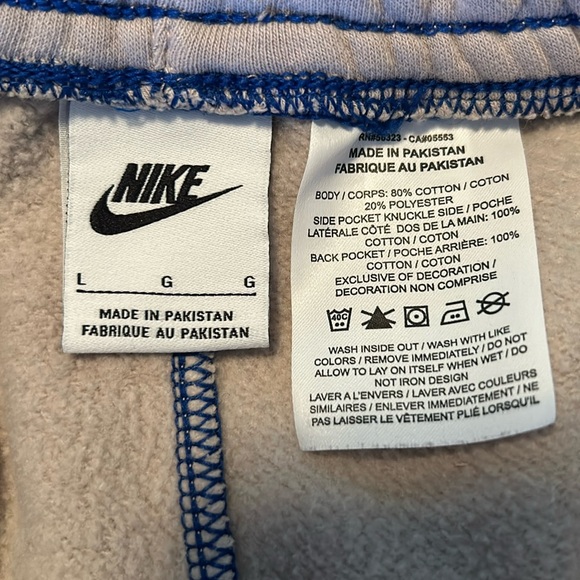 NIKE
L G G
MADE IN PAKISTAN
FABRIQUE AU PAKISTAN
RN#56323 - CA#05553
MADE IN PAKISTAN
FABRIQUE AU PAKISTAN
BODY / CORPS: 80% COTTON / COTON
20% POLYESTER
SIDE POCKET KNUCKLE SIDE / POCHE
LATÉRALE CÔTÉ DOS DE LA MAIN: 100%
COTTON / COTON
BACK POCKET / POCHE ARRIÈRE: 100%
COTTON / COTON
EXCLUSIVE OF DECORATION /
DECORATION NON COMPRISE
40C
WASH INSIDE OUT / WASH WITH LIKE
COLORS / REMOVE IMMEDIATELY / DO NOT
ALLOW TO LAY ON ITSELF WHEN WET / DO
NOT IRON DESIGN
LAVER A L'ENVERS / LAVER AVEC COULEURS
SIMILAIRES / ENLEVER IMMÉDIATEMENT / NE
PAS LAISSER LE VÊTEMENT PLIÉ LORSQU'IL